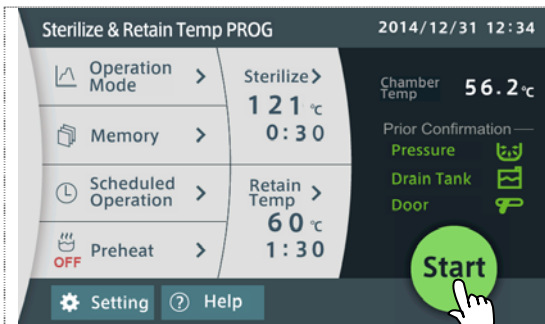 Sterilize & Retain Temp PROG
2014/12/31 12:34
Operation
Mode
Memory
Scheduled
Operation
OFF
Preheat
Sterilize
121 ℃
0:30
Retain
Temp
60 ℃
1:30
Chamber
Temp
56.2℃
Prior Confirmation
Pressure
Drain Tank
Door
Start
Setting
? Help